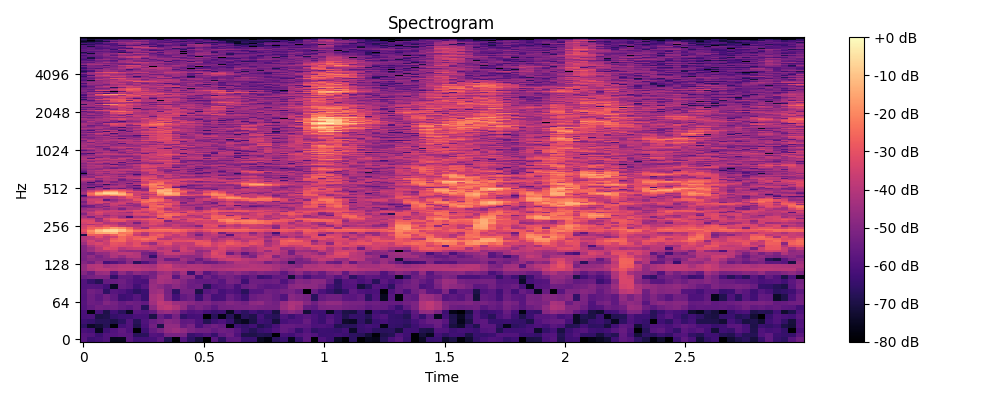 Spectrogram
Hz
4096
2048
1024
512
256
128
64
0
0
0.5
1
1.5
2
2.5
Time
+0 dB
-10 dB
-20 dB
-30 dB
-40 dB
-50 dB
-60 dB
-70 dB
-80 dB